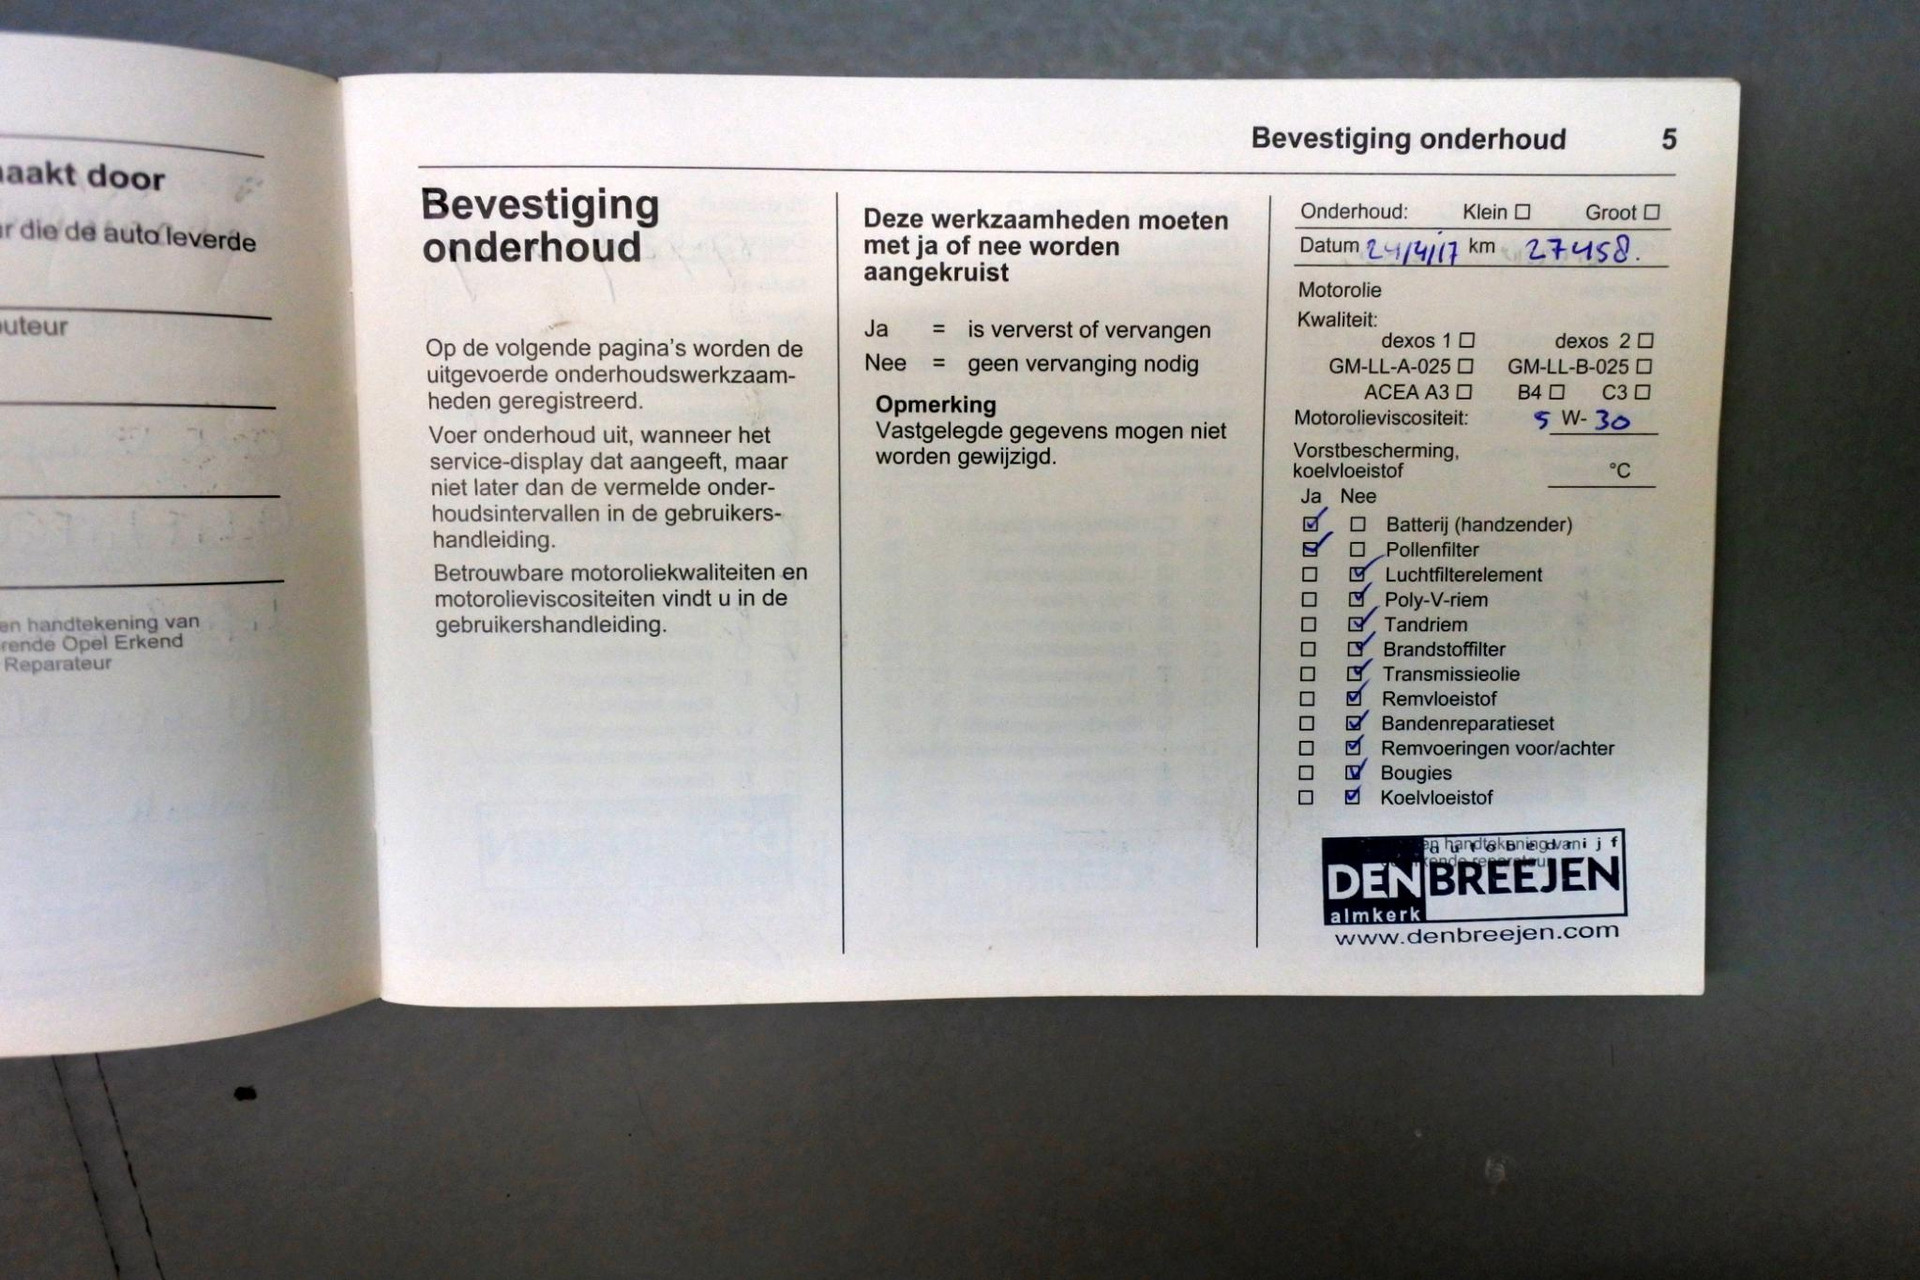 aakt door
r die de auto leverde
uteur
en handtekening van
rende Opel Erkend
Reparateur
Bevestiging onderhoud 5
Bevestiging
onderhoud
Op de volgende pagina's worden de
uitgevoerde onderhoudswerkzaam-
heden geregistreerd.
Voer onderhoud uit, wanneer het
service-display dat aangeeft, maar
niet later dan de vermelde onder-
houdsintervallen in de gebruikers-
handleiding.
Betrouwbare motoroliekwaliteiten en
motorolieviscositeiten vindt u in de
gebruikershandleiding.
Deze werkzaamheden moeten
met ja of nee worden
aangekruist
Ja = is ververst of vervangen
Nee = geen vervanging nodig
Opmerking
Vastgelegde gegevens mogen niet
worden gewijzigd.
Onderhoud: Klein Groot
Datum 24/4/17 km 27458.
Motorolie
Kwaliteit:
dexos 1 dexos 2
GM-LL-A-025 GM-LL-B-025
ACEA A3 B4 C3
Motorolieviscositeit: 5 W- 30
Vorstbescherming,
koelvloeistof °C
Ja Nee
Batterij (handzender)
Pollenfilter
Luchtfilterelement
Poly-V-riem
Tandriem
Brandstoffilter
Transmissieolie
Remvloeistof
Bandenreparatieset
Remvoeringen voor/achter
Bougies
Koelvloeistof
en handtekening van
autobedrijf
DEN BREEJEN
almkerk
www.denbreejen.com